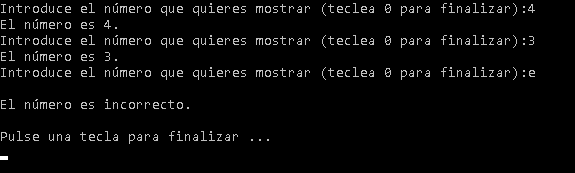 Introduce el número que quieres mostrar (teclea 0 para finalizar):4
El número es 4.
Introduce el número que quieres mostrar (teclea 0 para finalizar):3
El número es 3.
Introduce el número que quieres mostrar (teclea 0 para finalizar):e
El número es incorrecto.
Pulse una tecla para finalizar ...